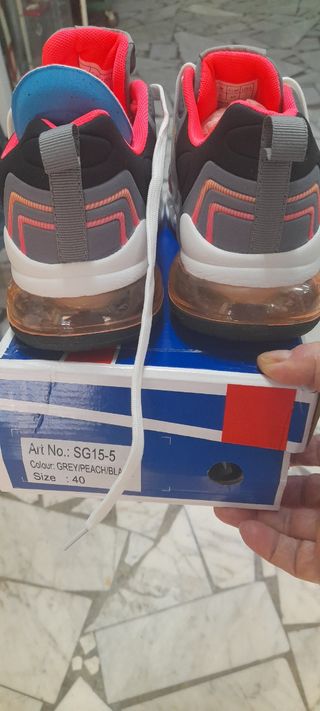 Art No.: SG15-5
Colour: GREY/PEACH/BLA
Size : 40